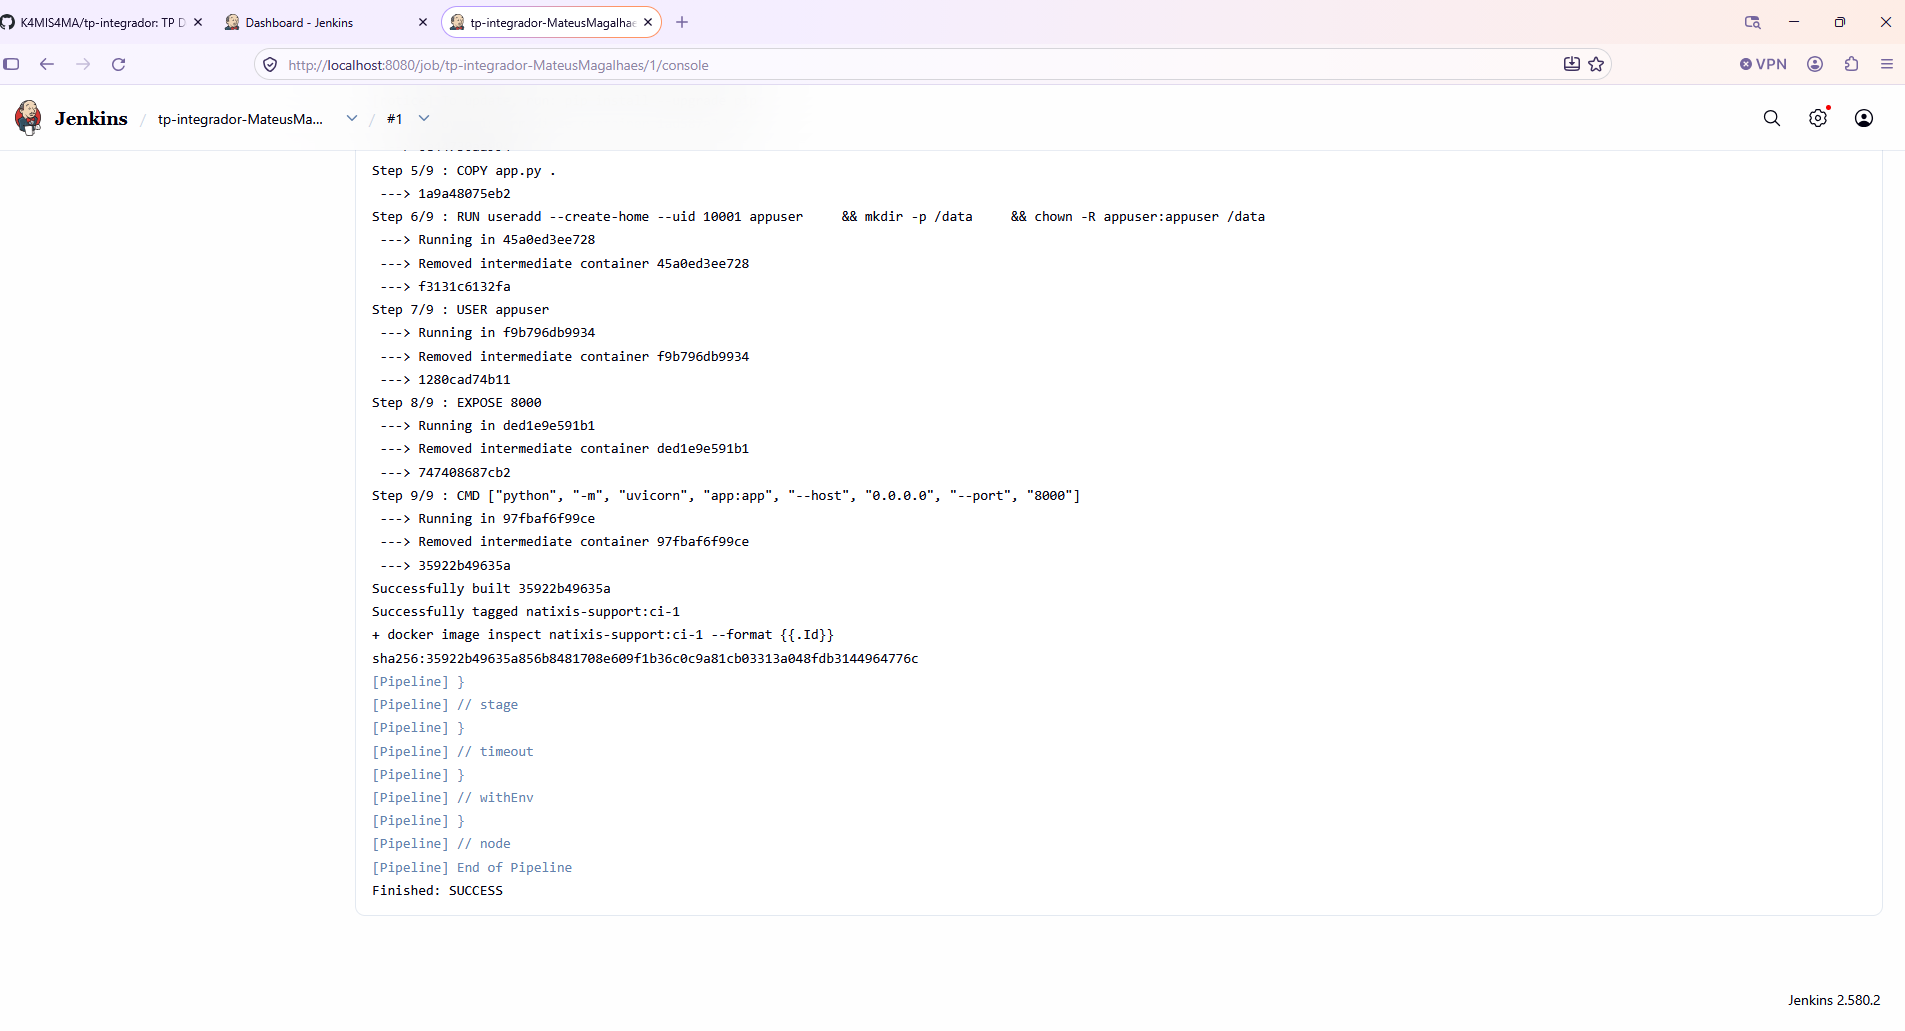 K4MIS4MA/tp-integrador: TP D
Dashboard - Jenkins
tp-integrador-MateusMagalhae
http://localhost:8080/job/tp-integrador-MateusMagalhaes/1/console
VPN
Jenkins / tp-integrador-MateusMa... / #1
Step 5/9 : COPY app.py .
---> 1a9a48075eb2
Step 6/9 : RUN useradd --create-home --uid 10001 appuser     && mkdir -p /data     && chown -R appuser:appuser /data
---> Running in 45a0ed3ee728
---> Removed intermediate container 45a0ed3ee728
---> f3131c6132fa
Step 7/9 : USER appuser
---> Running in f9b796db9934
---> Removed intermediate container f9b796db9934
---> 1280cad74b11
Step 8/9 : EXPOSE 8000
---> Running in ded1e9e591b1
---> Removed intermediate container ded1e9e591b1
---> 747408687cb2
Step 9/9 : CMD ["python", "-m", "uvicorn", "app:app", "--host", "0.0.0.0", "--port", "8000"]
---> Running in 97fbaf6f99ce
---> Removed intermediate container 97fbaf6f99ce
---> 35922b49635a
Successfully built 35922b49635a
Successfully tagged natixis-support:ci-1
+ docker image inspect natixis-support:ci-1 --format {{.Id}}
sha256:35922b49635a856b8481708e609f1b36c0c9a81cb03313a048fdb3144964776c
[Pipeline] }
[Pipeline] // stage
[Pipeline] }
[Pipeline] // timeout
[Pipeline] }
[Pipeline] // withEnv
[Pipeline] }
[Pipeline] // node
[Pipeline] End of Pipeline
Finished: SUCCESS
Jenkins 2.580.2